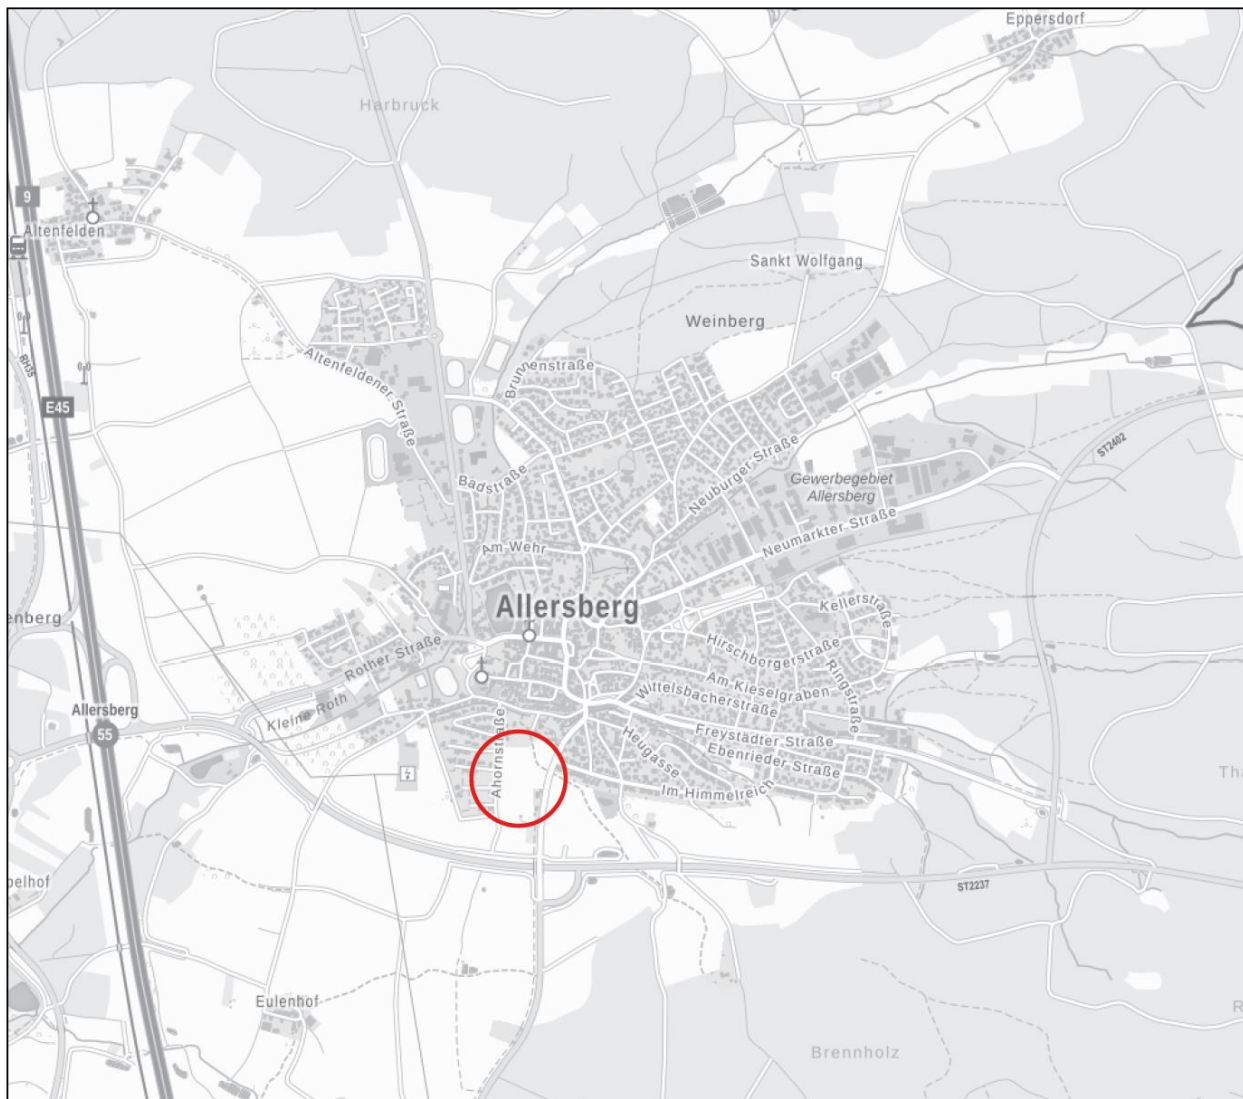 Eppersdorf
Harbruck
9
Altenfelden
Sankt Wolfgang
Weinberg
RH35
Altenfeldener Straße
Brunnenstraße
E45
ST2402
Badstraße
Neuburger Straße
Gewerbegebiet
Allersberg
Neumarkter Straße
Am Wehr
Allersberg
Kellerstraße
enberg
Rother Straße
Hirschbergerstraße
Ringstraße
Am Kieselgraben
Wittelsbacherstraße
Kleine Roth
Allersberg
55
Ahornstraße
Freystädter Straße
Heugasse
Ebenrieder Straße
Im Himmelreich
Tha
pelhof
ST2237
Eulenhof
R
Brennholz